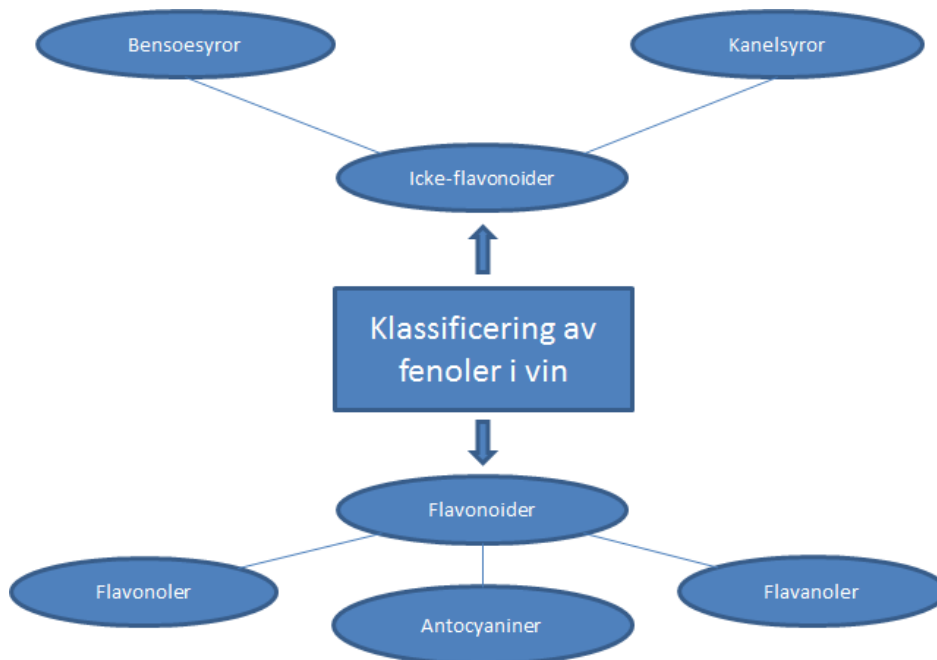 Bensoesyror
Kanelsyror
Icke-flavonoider
Klassificering av
fenoler i vin
Flavonoider
Flavonoler
Flavanoler
Antocyaniner